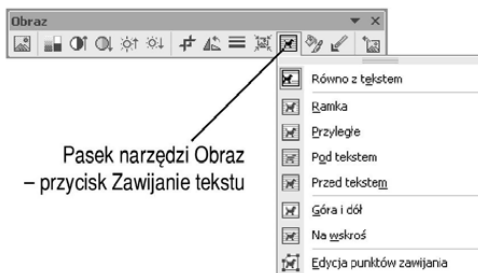 Obraz
Równo z tekstem
Ramka
Przyległe
Pod tekstem
Przed tekstem
Góra i dół
Na wskroś
Edycja punktów zawijania
Pasek narzędzi Obraz
– przycisk Zawijanie tekstu